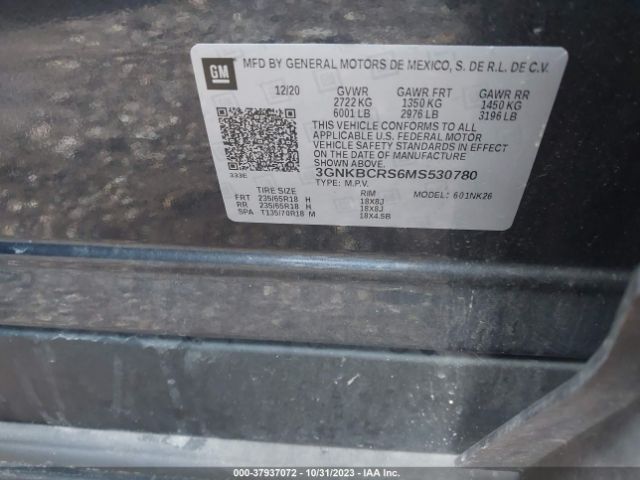 GM MFD BY GENERAL MOTORS DE MEXICO, S. DE R.L. DE C.V.
12/20 GVWR GAWR FRT GAWR RR
2722 KG 1350 KG 1450 KG
6001 LB 2976 LB 3196 LB
THIS VEHICLE CONFORMS TO ALL
APPLICABLE U.S. FEDERAL MOTOR
VEHICLE SAFETY STANDARDS IN EFFECT
ON THE DATE OF MANUFACTURE SHOWN ABOVE
3GNKBCRS6MS530780
333E TYPE: M.P.V. MODEL: 601NK26
TIRE SIZE RIM
FRT 235/65R18 H 18X8J
RR 235/65R18 H 18X8J
SPA T135/70R18 M 18X4.5B
000-37937072 - 10/31/2023 - IAA Inc.